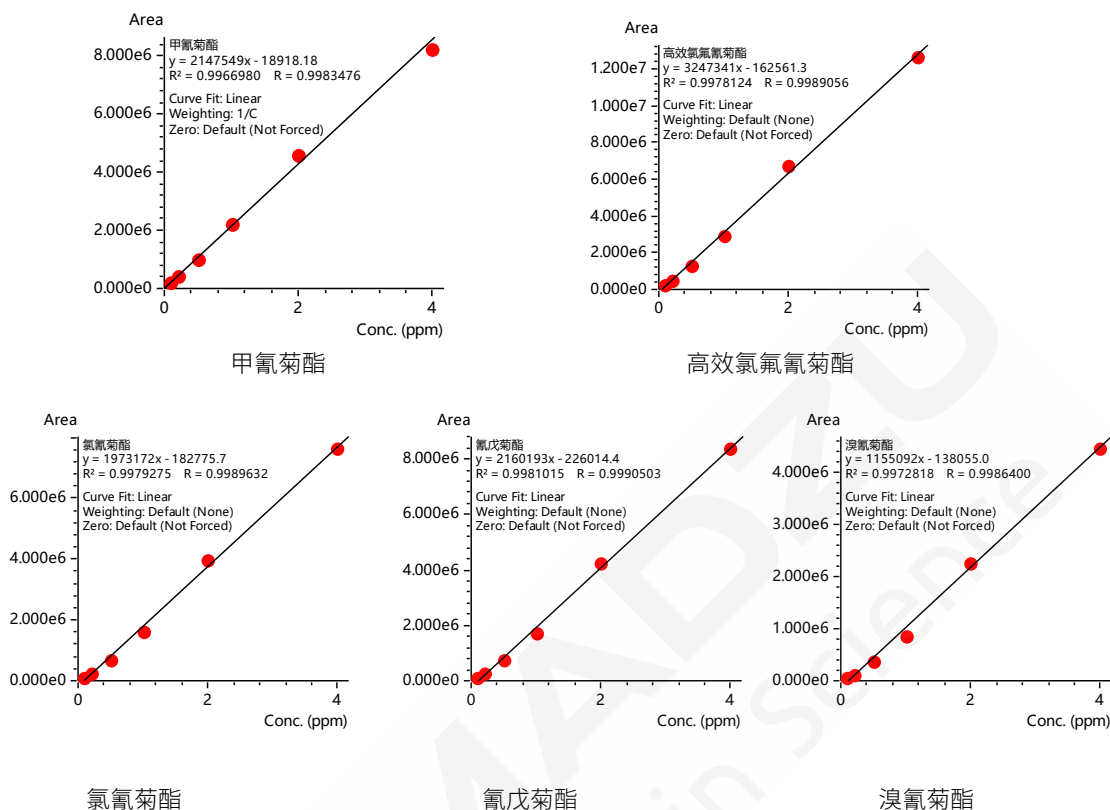 Area
甲氰菊酯
y = 2147549x - 18918.18
R² = 0.9966980 R = 0.9983476
Curve Fit: Linear
Weighting: 1/C
Zero: Default (Not Forced)
8.000e6
6.000e6
4.000e6
2.000e6
0.000e0
0 2 4
Conc. (ppm)
甲氰菊酯
Area
高效氯氟氰菊酯
y = 3247341x - 162561.3
R² = 0.9978124 R = 0.9989056
Curve Fit: Linear
Weighting: Default (None)
Zero: Default (Not Forced)
1.200e7
1.000e7
8.000e6
6.000e6
4.000e6
2.000e6
0.000e0
0 2 4
Conc. (ppm)
高效氯氟氰菊酯
Area
氯氰菊酯
y = 1973172x - 182775.7
R² = 0.9979275 R = 0.9989632
Curve Fit: Linear
Weighting: Default (None)
Zero: Default (Not Forced)
6.000e6
4.000e6
2.000e6
0.000e0
0 2 4
Conc. (ppm)
氯氰菊酯
Area
氰戊菊酯
y = 2160193x - 226014.4
R² = 0.9981015 R = 0.9990503
Curve Fit: Linear
Weighting: Default (None)
Zero: Default (Not Forced)
8.000e6
6.000e6
4.000e6
2.000e6
0.000e0
0 2 4
Conc. (ppm)
氰戊菊酯
Area
溴氰菊酯
y = 1155092x - 138055.0
R² = 0.9972818 R = 0.9986400
Curve Fit: Linear
Weighting: Default (None)
Zero: Default (Not Forced)
4.000e6
3.000e6
2.000e6
1.000e6
0.000e0
0 2 4
Conc. (ppm)
溴氰菊酯
MADZU
in Science